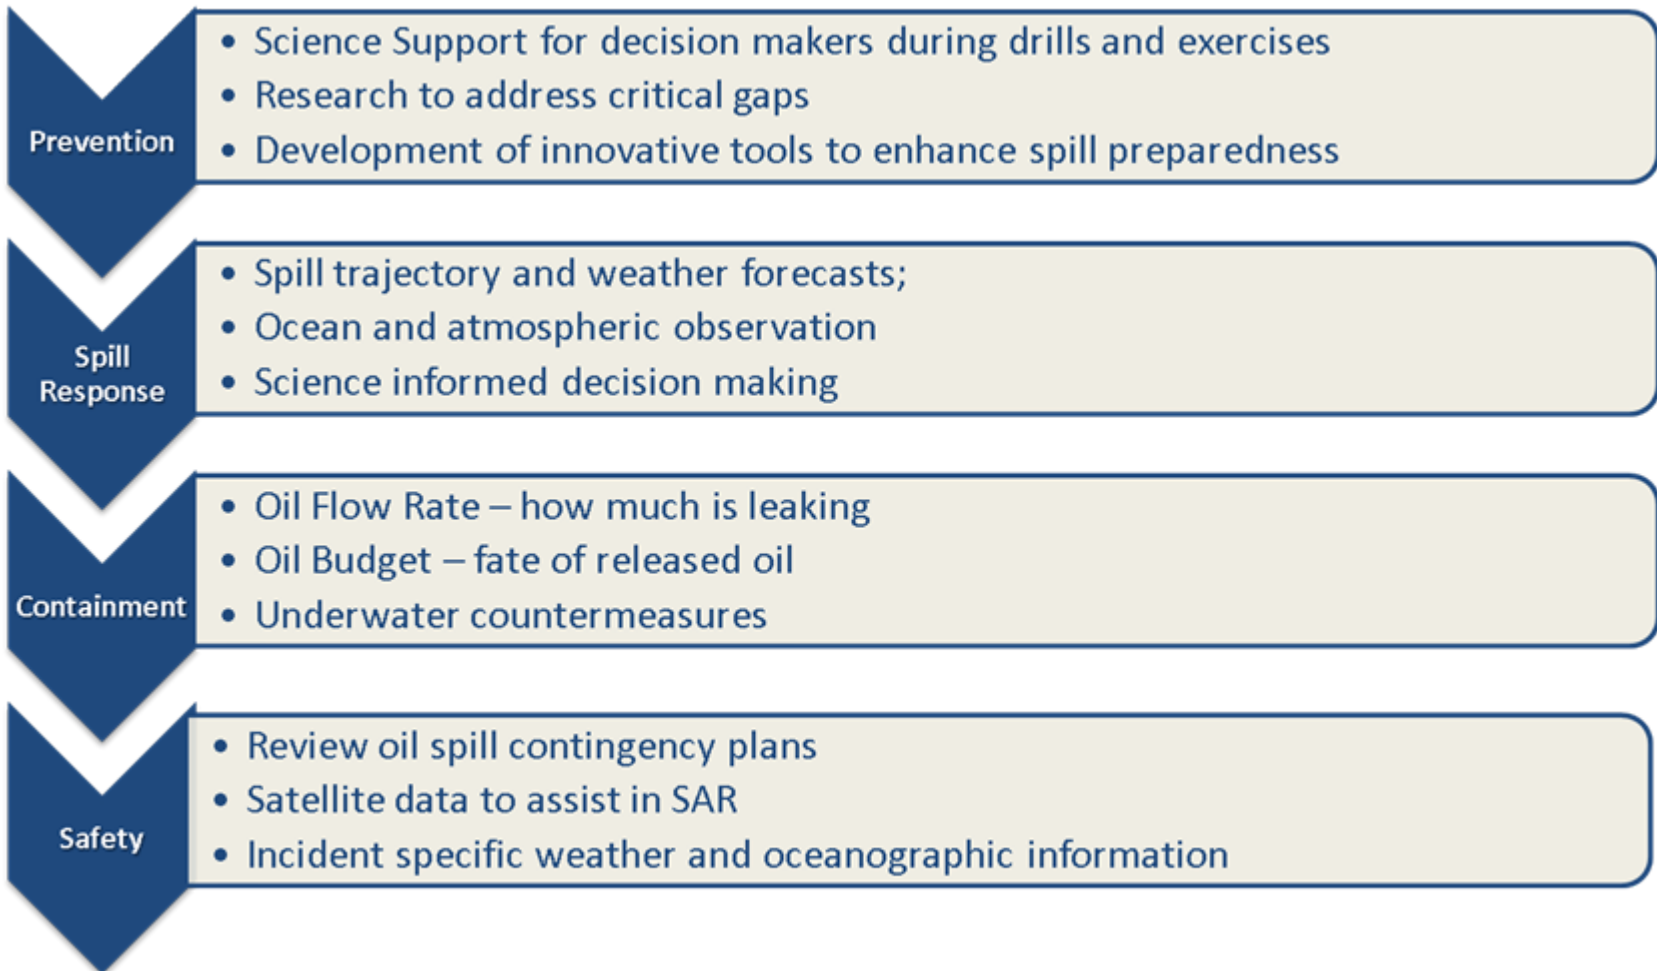 Prevention
• Science Support for decision makers during drills and exercises
• Research to address critical gaps
• Development of innovative tools to enhance spill preparedness
Spill
Response
• Spill trajectory and weather forecasts;
• Ocean and atmospheric observation
• Science informed decision making
Containment
• Oil Flow Rate – how much is leaking
• Oil Budget – fate of released oil
• Underwater countermeasures
Safety
• Review oil spill contingency plans
• Satellite data to assist in SAR
• Incident specific weather and oceanographic information